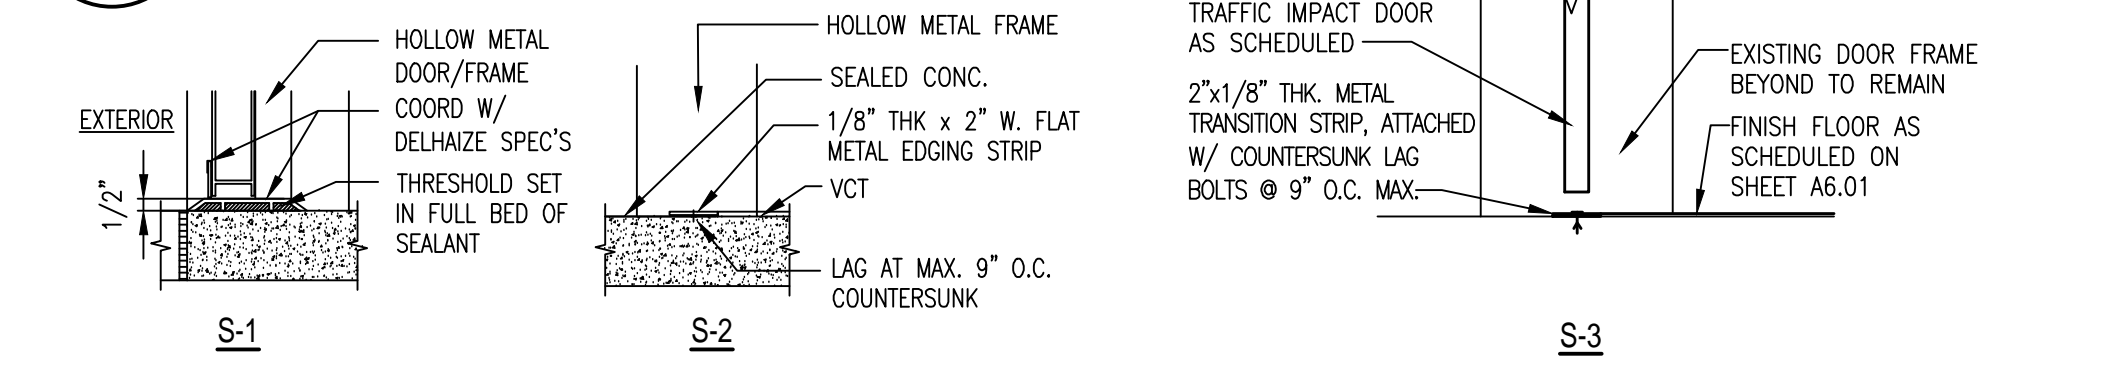 EXTERIOR
1/2"
HOLLOW METAL
DOOR/FRAME
COORD W/
DELHAIZE SPEC'S
THRESHOLD SET
IN FULL BED OF
SEALANT
S-1
HOLLOW METAL FRAME
SEALED CONC.
1/8" THK x 2" W. FLAT
METAL EDGING STRIP
VCT
LAG AT MAX. 9" O.C.
COUNTERSUNK
S-2
TRAFFIC IMPACT DOOR
AS SCHEDULED
2"x1/8" THK. METAL
TRANSITION STRIP, ATTACHED
W/ COUNTERSUNK LAG
BOLTS @ 9" O.C. MAX.
EXISTING DOOR FRAME
BEYOND TO REMAIN
FINISH FLOOR AS
SCHEDULED ON
SHEET A6.01
S-3